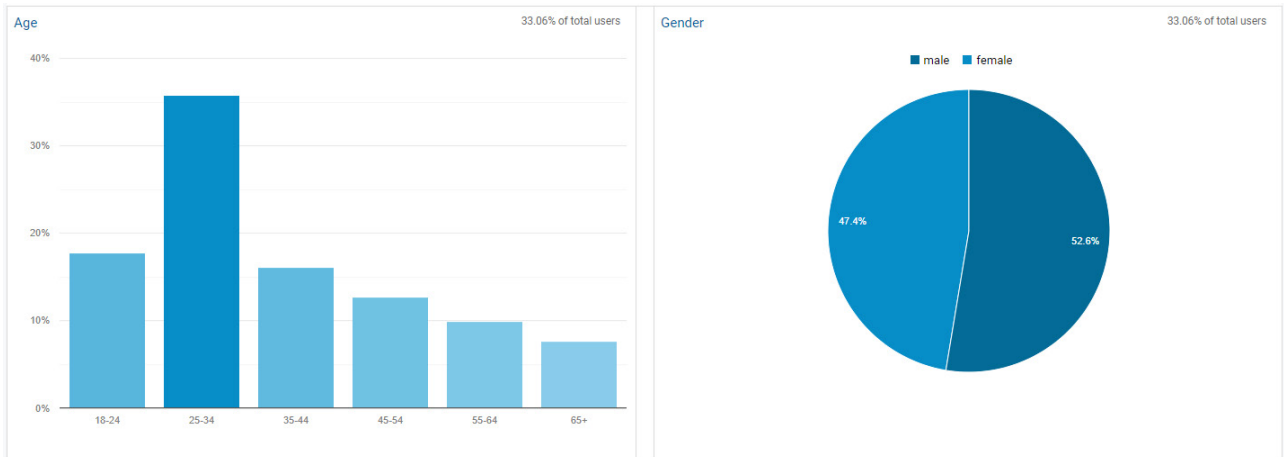 Age
33.06% of total users
40%
30%
20%
10%
0%
18-24
25-34
35-44
45-54
55-64
65+
Gender
33.06% of total users
male
female
47.4%
52.6%